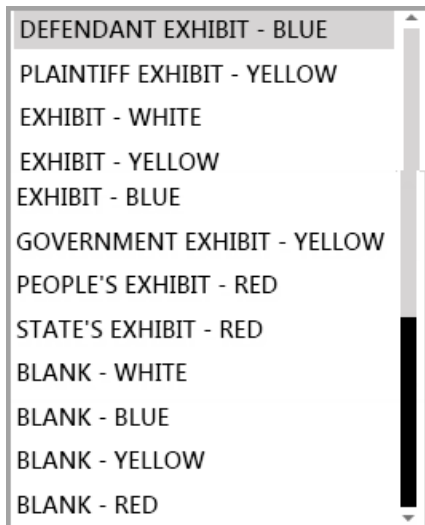 DEFENDANT EXHIBIT - BLUE
PLAINTIFF EXHIBIT - YELLOW
EXHIBIT - WHITE
EXHIBIT - YELLOW
EXHIBIT - BLUE
GOVERNMENT EXHIBIT - YELLOW
PEOPLE'S EXHIBIT - RED
STATE'S EXHIBIT - RED
BLANK - WHITE
BLANK - BLUE
BLANK - YELLOW
BLANK - RED